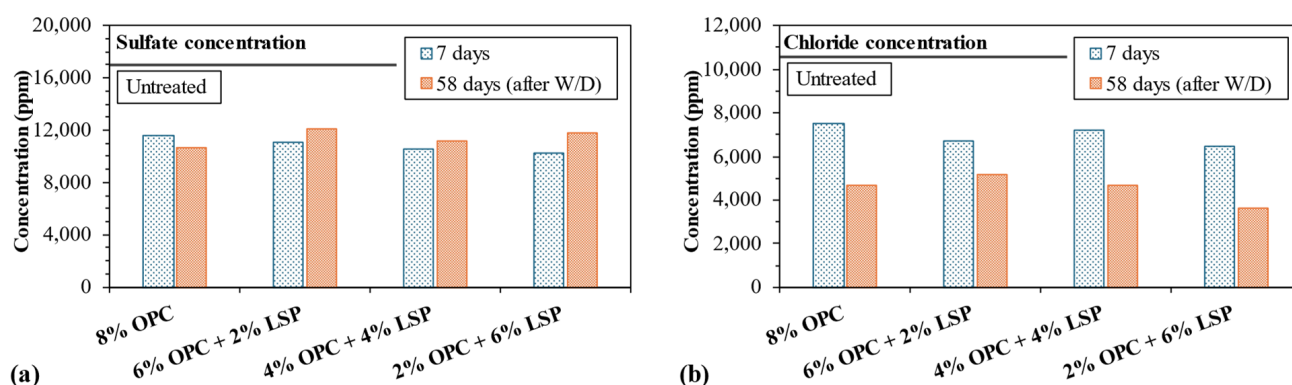 20,000
16,000
12,000
8,000
4,000
0
Concentration (ppm)
Sulfate concentration
Untreated
7 days
58 days (after W/D)
8% OPC
6% OPC + 2% LSP
4% OPC + 4% LSP
2% OPC + 6% LSP
(a)
12,000
10,000
8,000
6,000
4,000
2,000
0
Concentration (ppm)
Chloride concentration
Untreated
7 days
58 days (after W/D)
8% OPC
6% OPC + 2% LSP
4% OPC + 4% LSP
2% OPC + 6% LSP
(b)